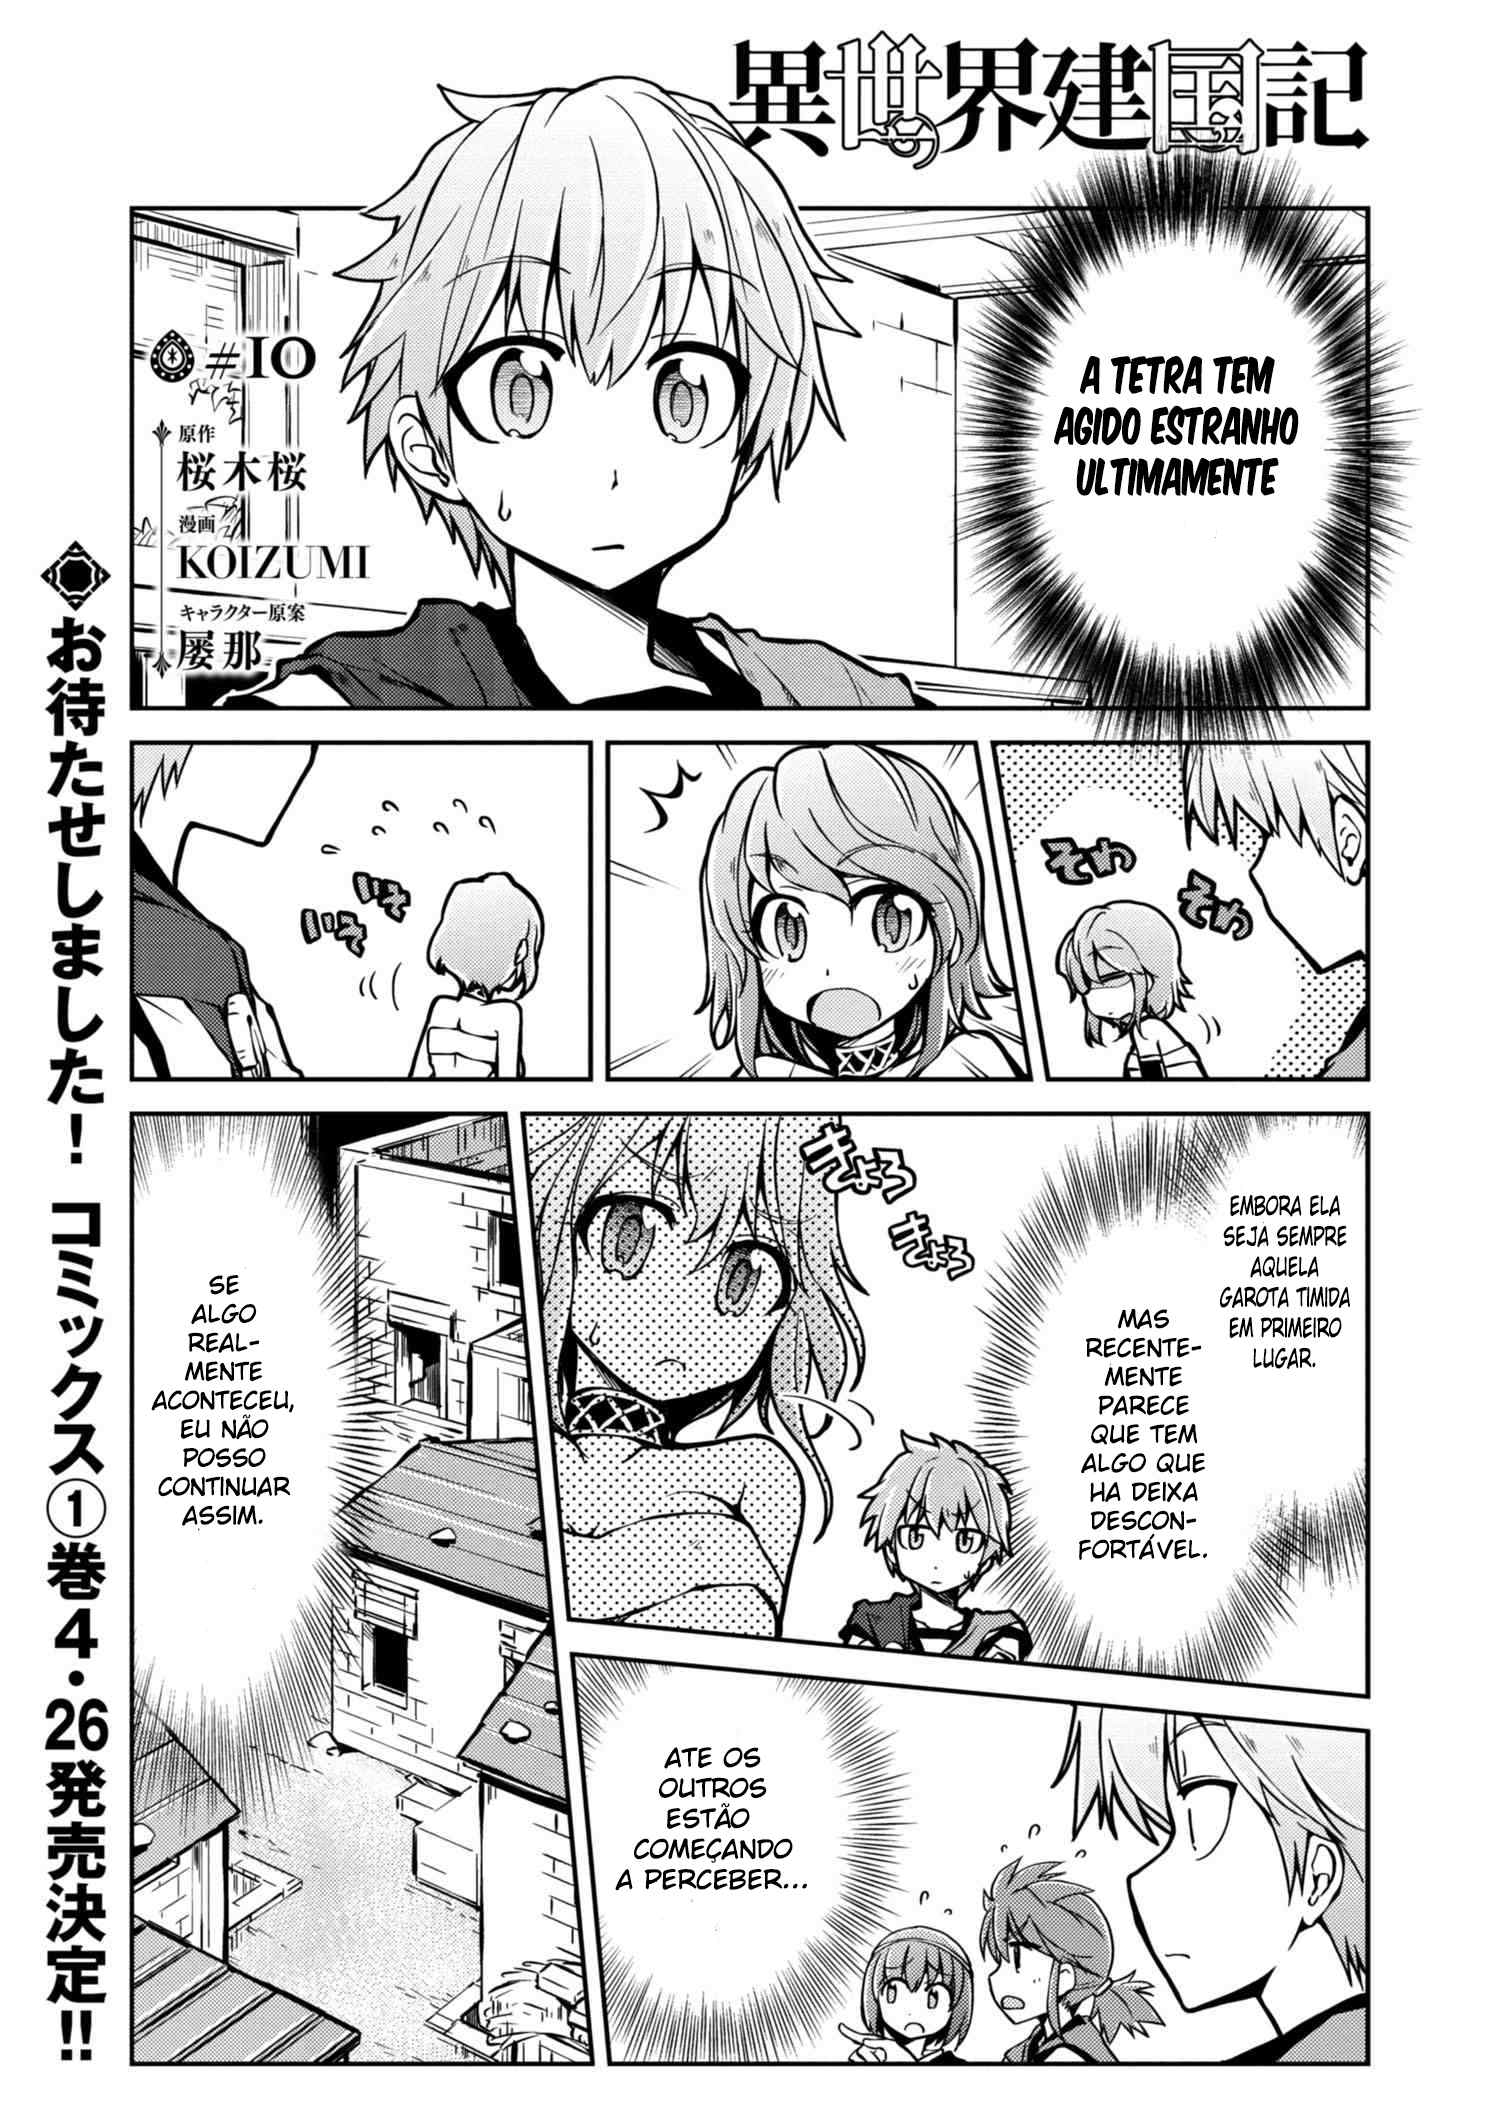 異世界建国記
A TETRA TEM
AGIDO ESTRANHO
ULTIMAMENTE
#10
原作
桜木桜
漫画
KOIZUMI
キャラクター原案
屡那
お待たせしました！ コミックス①巻４・26発売決定!!
そわ
そわ
いそ
いそ
EMBORA ELA
SEJA SEMPRE
AQUELA
GAROTA TIMIDA
EM PRIMEIRO
LUGAR.
きょろ
きょろ
MAS
RECENTE-
MENTE
PARECE
QUE TEM
ALGO QUE
HA DEIXA
DESCON-
FORTÁVEL.
ATE OS
OUTROS
ESTÃO
COMEÇANDO
A PERCEBER...
SE
ALGO
REAL-
MENTE
ACONTECEU,
EU NÃO
POSSO
CONTINUAR
ASSIM.